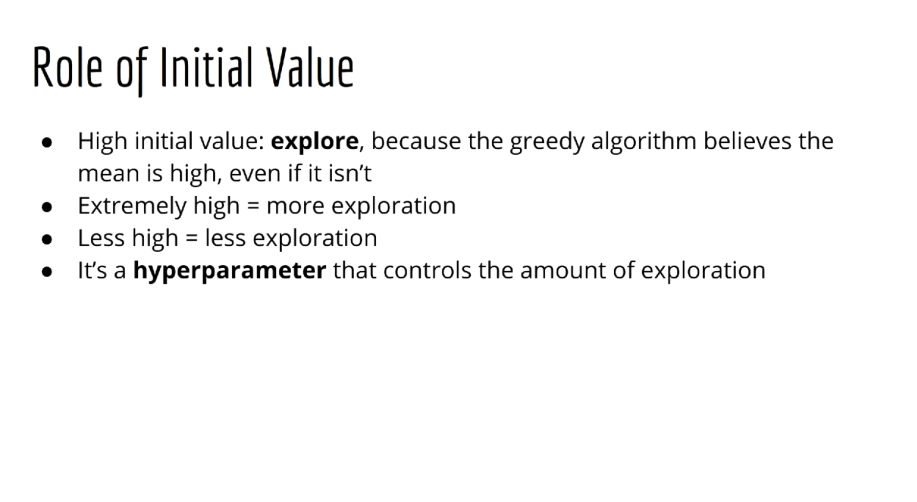 Role of Initial Value
● High initial value: explore, because the greedy algorithm believes the
mean is high, even if it isn’t
● Extremely high = more exploration
● Less high = less exploration
● It’s a hyperparameter that controls the amount of exploration